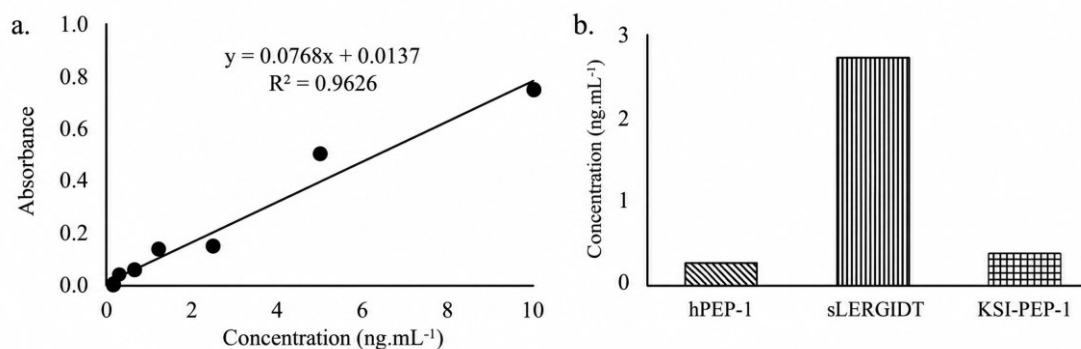 a.
1.0
0.8
0.6
0.4
0.2
0.0
Absorbance
y = 0.0768x + 0.0137
R² = 0.9626
0 2 4 6 8 10
Concentration (ng.mL⁻¹)
b.
3
2
1
0
Concentration (ng.mL⁻¹)
hPEP-1 sLERGIDT KSI-PEP-1